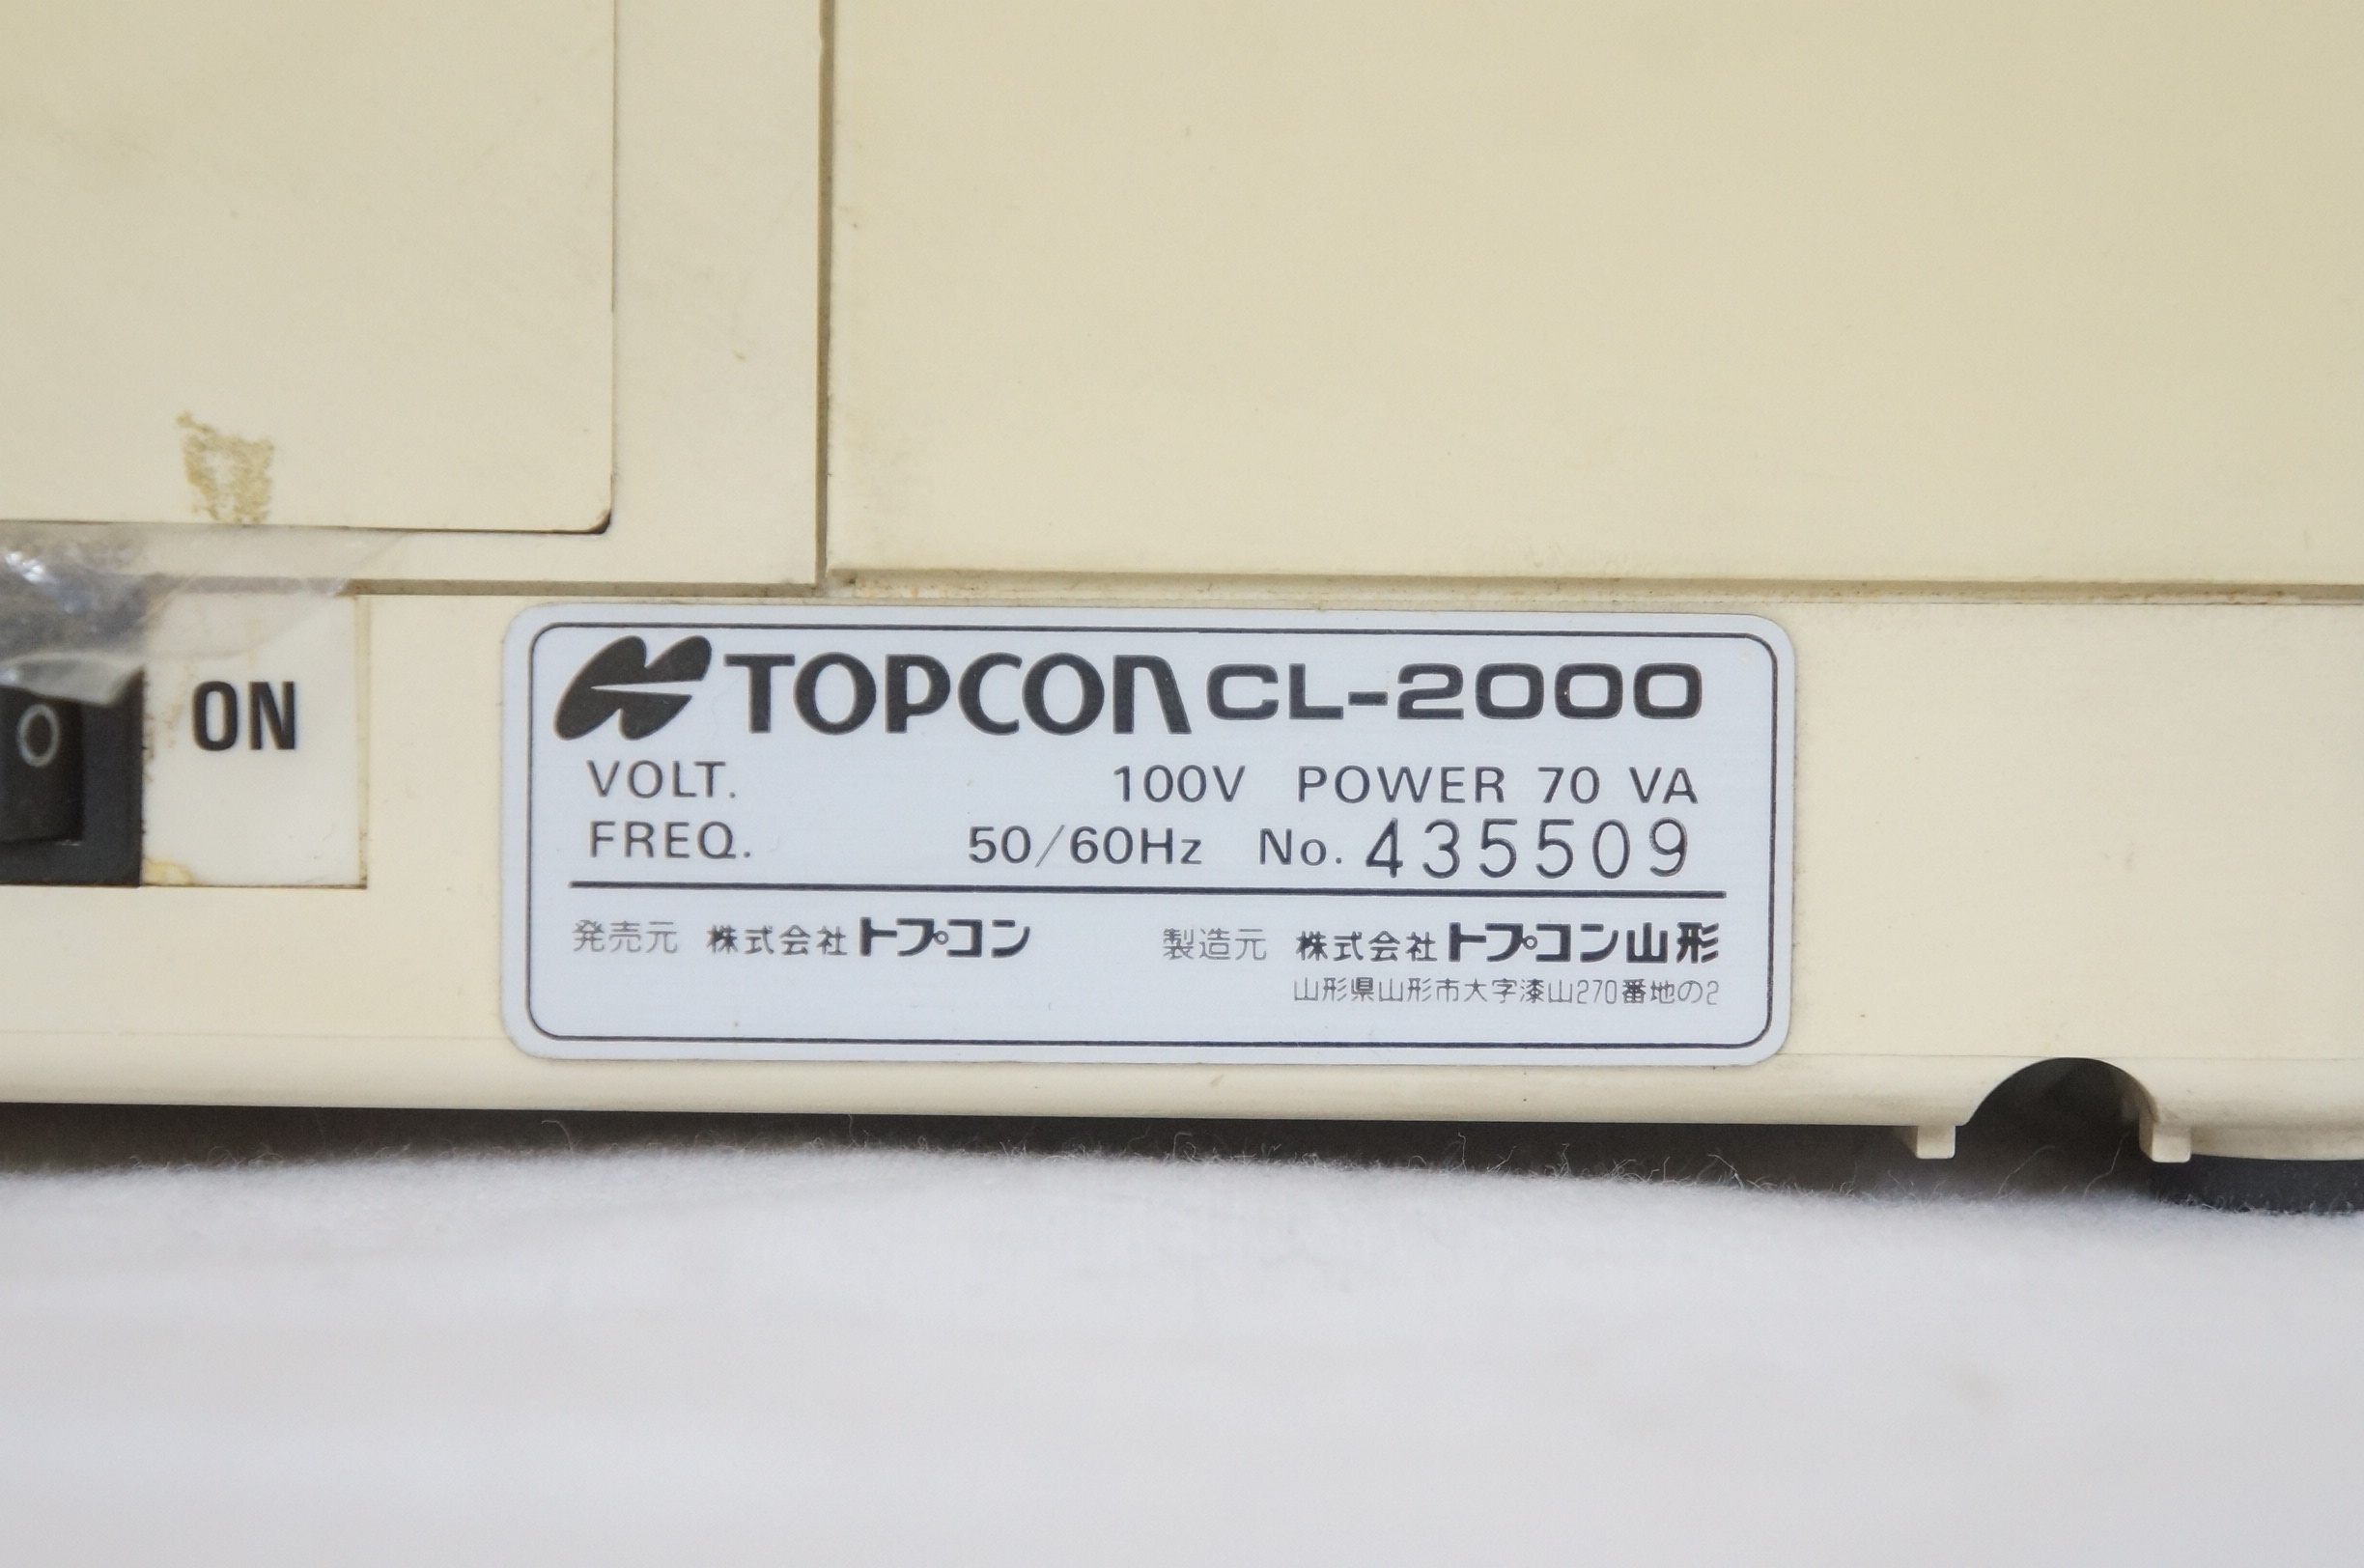 ON
TOPCON CL-2000
VOLT. 100V POWER 70 VA
FREQ. 50/60Hz No. 435509
発売元 株式会社トプコン 製造元 株式会社トプコン山形
山形県山形市大字漆山270番地の2